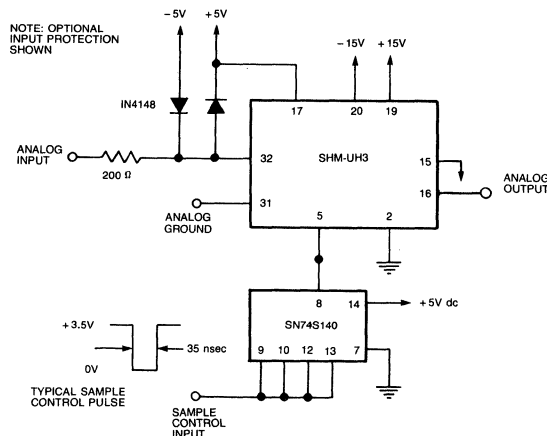 NOTE: OPTIONAL
INPUT PROTECTION
SHOWN
– 5V
+ 5V
– 15V
+ 15V
IN4148
17
20
19
ANALOG
INPUT
200 Ω
32
SHM-UH3
15
16
ANALOG
OUTPUT
31
ANALOG
GROUND
5
2
8
14
+ 5V dc
SN74S140
+ 3.5V
35 nsec
0V
9
10
12
13
7
TYPICAL SAMPLE
CONTROL PULSE
SAMPLE
CONTROL
INPUT